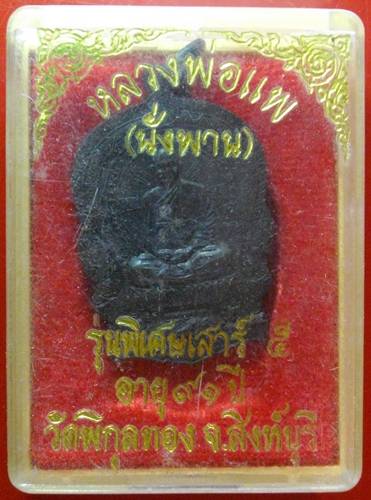 หลวงพ่อแพ
(นั่งพาน)
รุ่นพิเศษเสาร์ ๕
อายุ ๙๑ ปี
วัดพิกุลทอง จ.สิงห์บุรี